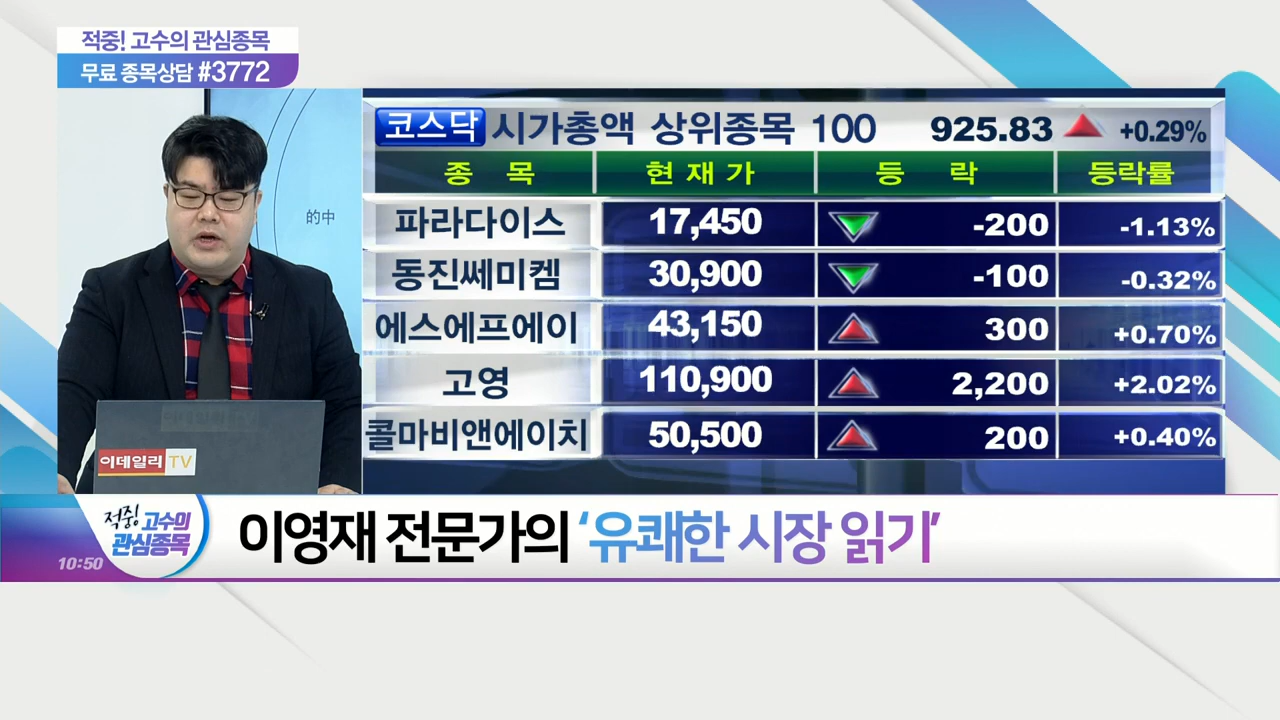 적중! 고수의 관심종목
무료 종목상담 #3772
的中
이데일리 TV
코스닥 시가총액 상위종목 100 925.83 +0.29%
종 목 현 재 가 등 락 등락률
파라다이스 17,450 -200 -1.13%
동진쎄미켐 30,900 -100 -0.32%
에스에프에이 43,150 300 +0.70%
고영 110,900 2,200 +2.02%
콜마비앤에이치 50,500 200 +0.40%
적중! 고수의
관심종목
10:50
이영재 전문가의 ‘유쾌한 시장 읽기’